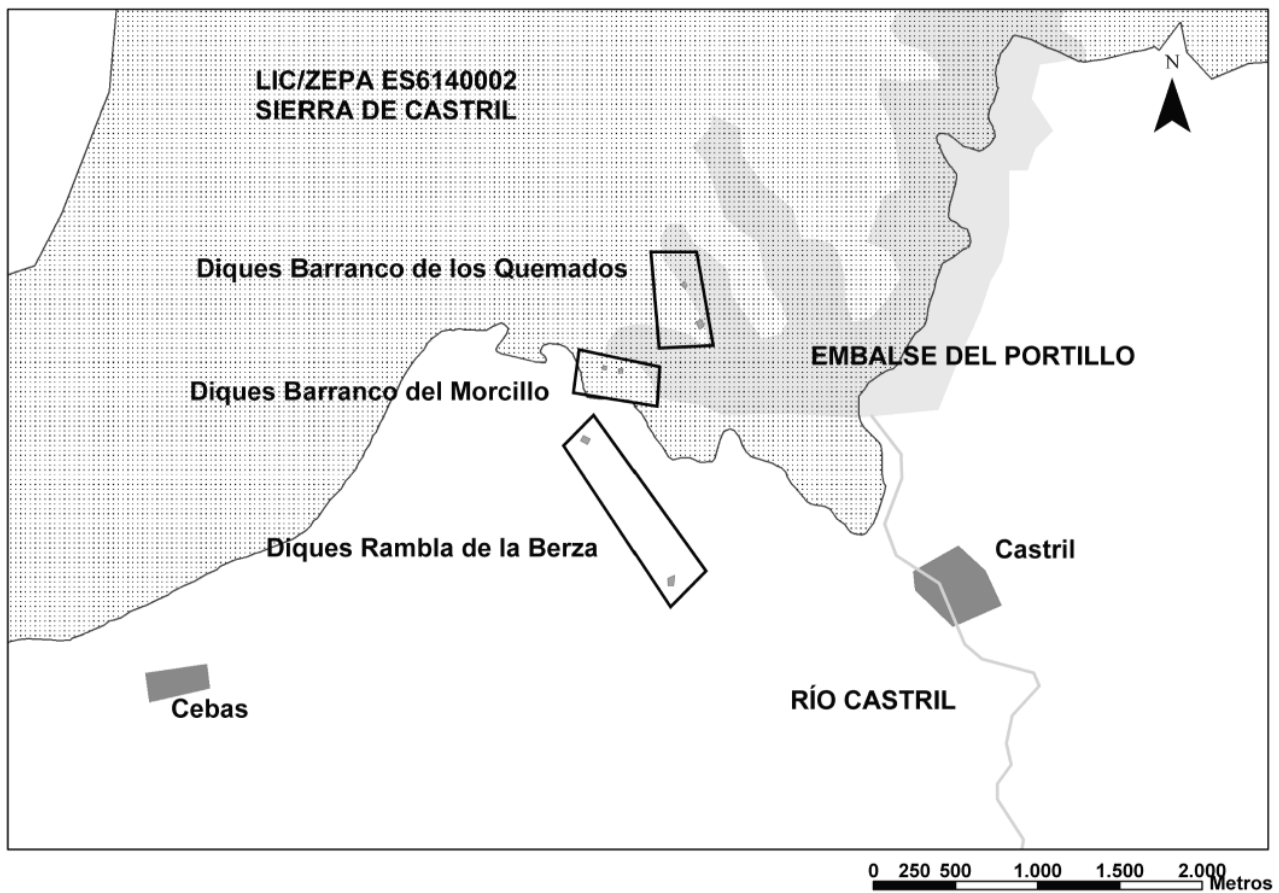 LIC/ZEPA ES6140002
SIERRA DE CASTRIL
N
Diques Barranco de los Quemados
EMBALSE DEL PORTILLO
Diques Barranco del Morcillo
Diques Rambla de la Berza
Castril
Cebas
RÍO CASTRIL
0 250 500 1.000 1.500 2.000 Metros